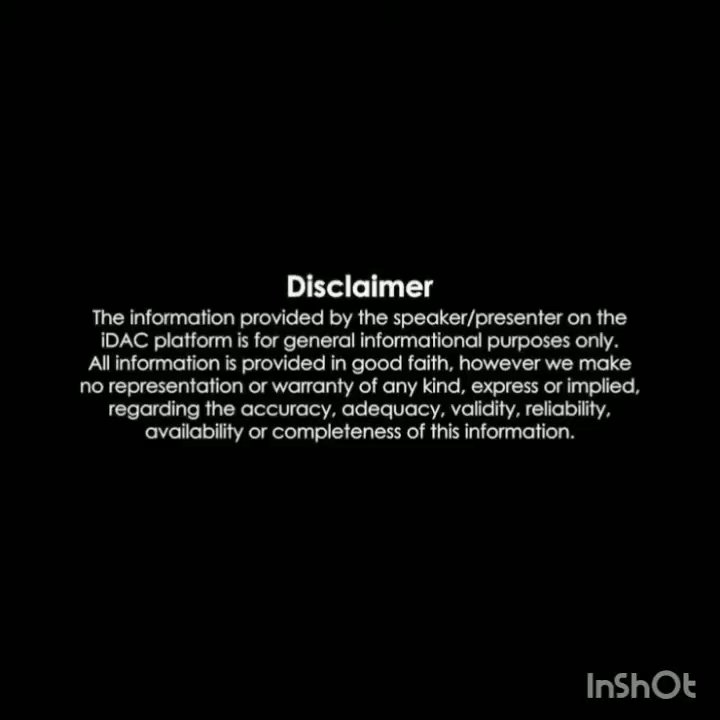 Disclaimer
The information provided by the speaker/presenter on the
iDAC platform is for general informational purposes only.
All information is provided in good faith, however we make
no representation or warranty of any kind, express or implied,
regarding the accuracy, adequacy, validity, reliability,
availability or completeness of this information.
InShOt